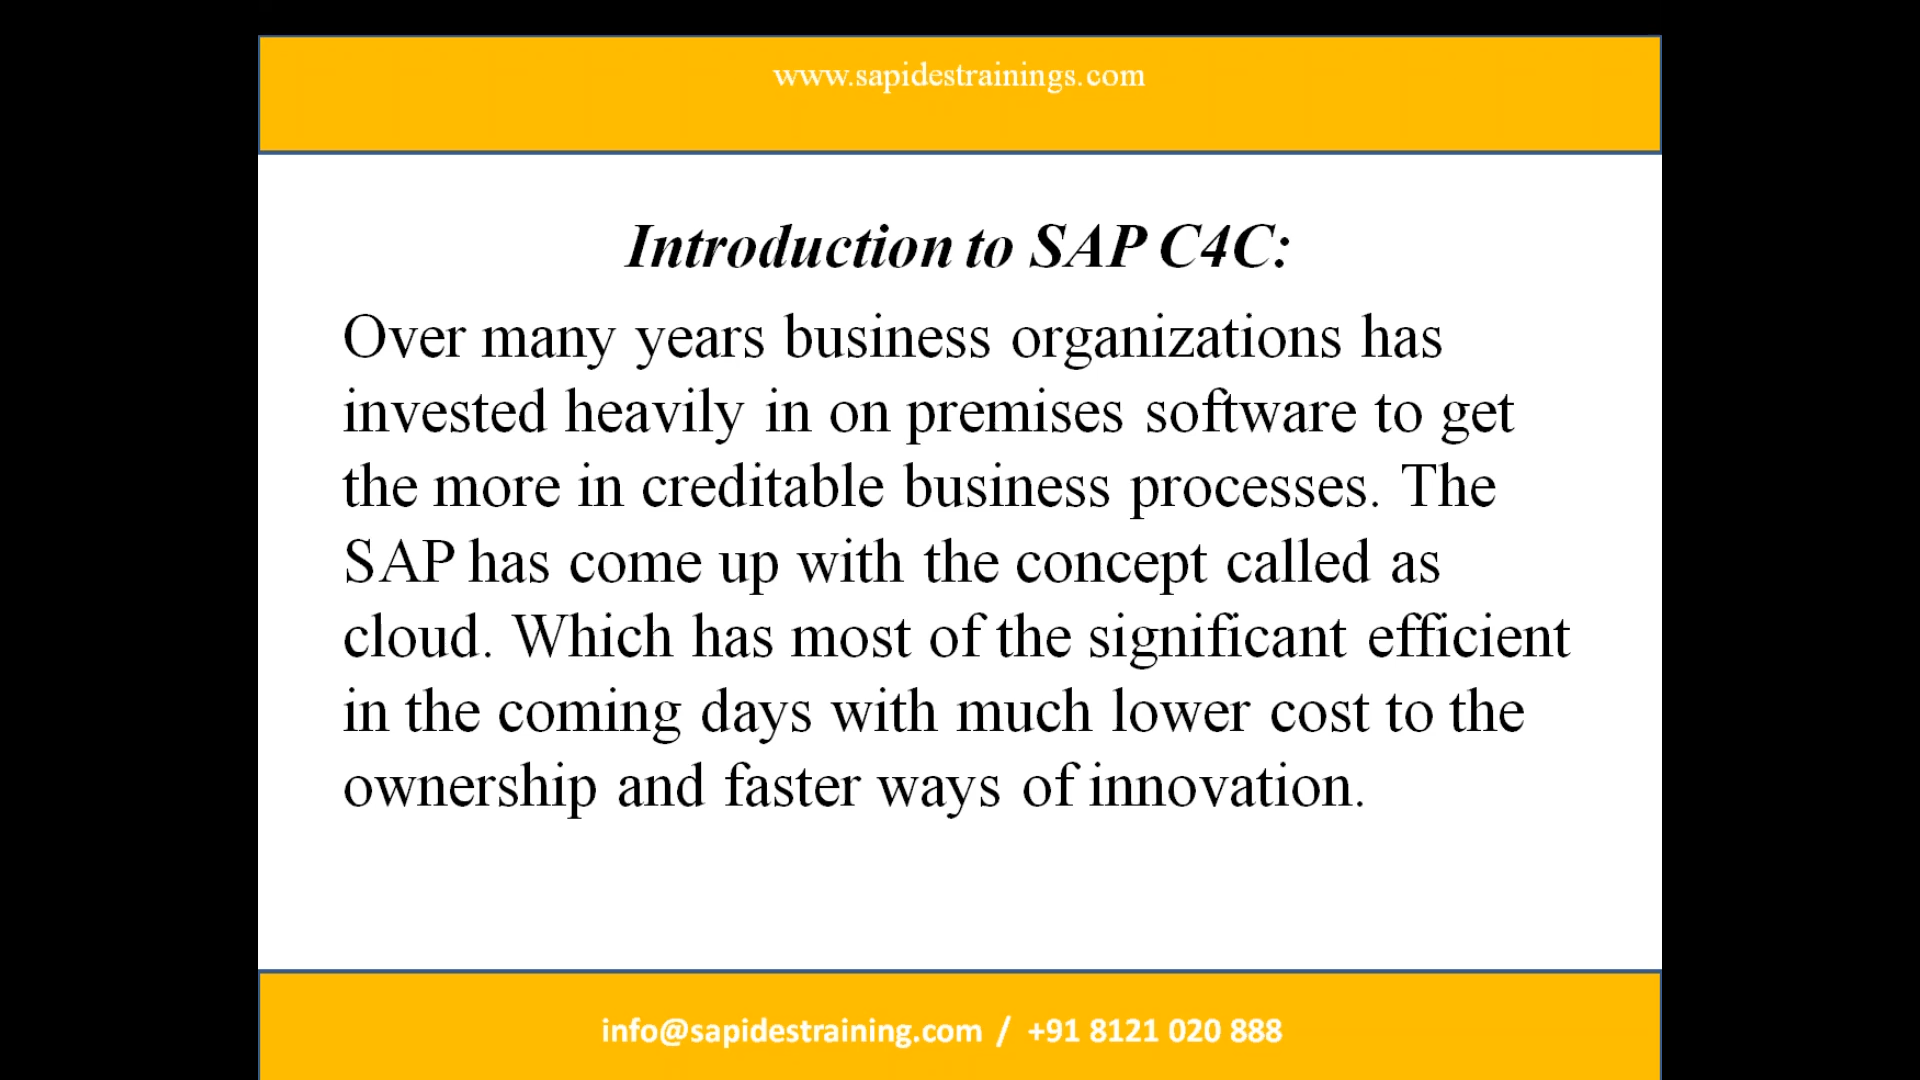 www.sapidestrainings.com
Introduction to SAP C4C:
Over many years business organizations has
invested heavily in on premises software to get
the more in creditable business processes. The
SAP has come up with the concept called as
cloud. Which has most of the significant efficient
in the coming days with much lower cost to the
ownership and faster ways of innovation.
info@sapidestraining.com / +91 8121 020 888